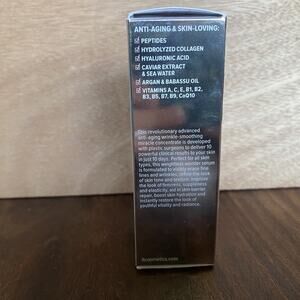 ANTI-AGING & SKIN-LOVING:
PEPTIDES
HYDROLYZED COLLAGEN
HYALURONIC ACID
CAVIAR EXTRACT
& SEA WATER
ARGAN & BABASSU OIL
VITAMINS A, C, E, B1, B2,
B3, B5, B7, B9, CoQ10
This revolutionary advanced
anti-aging wrinkle-smoothing
miracle concentrate is developed
with plastic surgeons to deliver 10
powerful clinical results to your skin
in just 10 days. Perfect for all skin
types, this weightless wonder serum
is formulated to visibly erase fine
lines and wrinkles, refine the look
of skin tone and texture, improve
the look of firmness, suppleness
and elasticity, aid in skin barrier
repair, boost skin hydration and
instantly restore the look of
youthful vitality and radiance.
itcosmetics.com